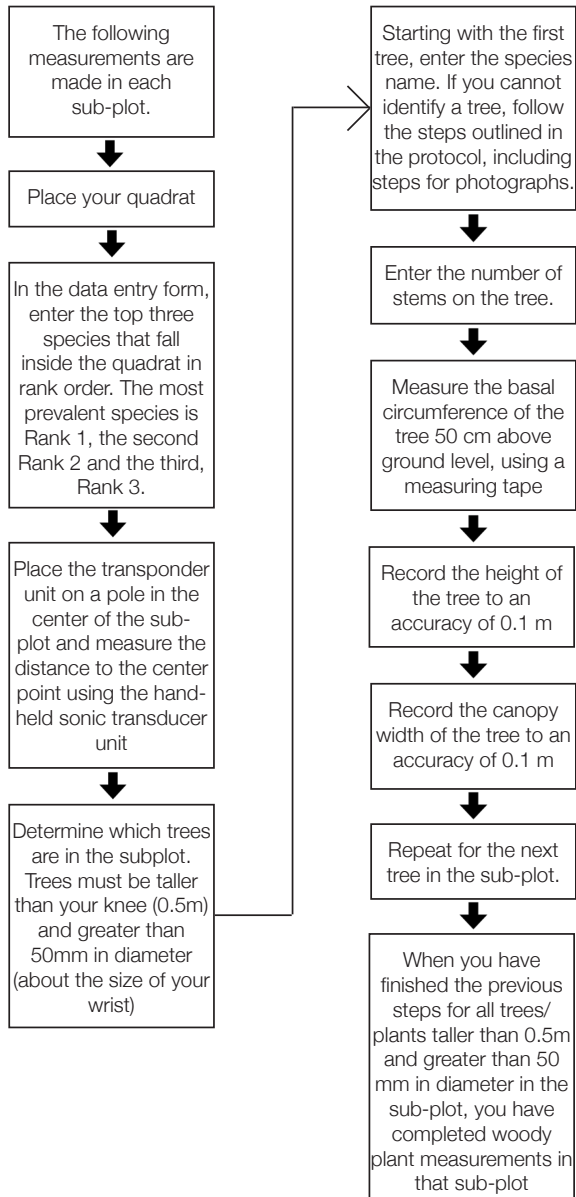 The following
measurements are
made in each
sub-plot.
Place your quadrat
In the data entry form,
enter the top three
species that fall
inside the quadrat in
rank order. The most
prevalent species is
Rank 1, the second
Rank 2 and the third,
Rank 3.
Place the transponder
unit on a pole in the
center of the sub-
plot and measure the
distance to the center
point using the hand-
held sonic transducer
unit
Determine which trees
are in the subplot.
Trees must be taller
than your knee (0.5m)
and greater than
50mm in diameter
(about the size of your
wrist)
Starting with the first
tree, enter the species
name. If you cannot
identify a tree, follow
the steps outlined in
the protocol, including
steps for photographs.
Enter the number of
stems on the tree.
Measure the basal
circumference of the
tree 50 cm above
ground level, using a
measuring tape
Record the height of
the tree to an
accuracy of 0.1 m
Record the canopy
width of the tree to an
accuracy of 0.1 m
Repeat for the next
tree in the sub-plot.
When you have
finished the previous
steps for all trees/
plants taller than 0.5m
and greater than 50
mm in diameter in the
sub-plot, you have
completed woody
plant measurements in
that sub-plot